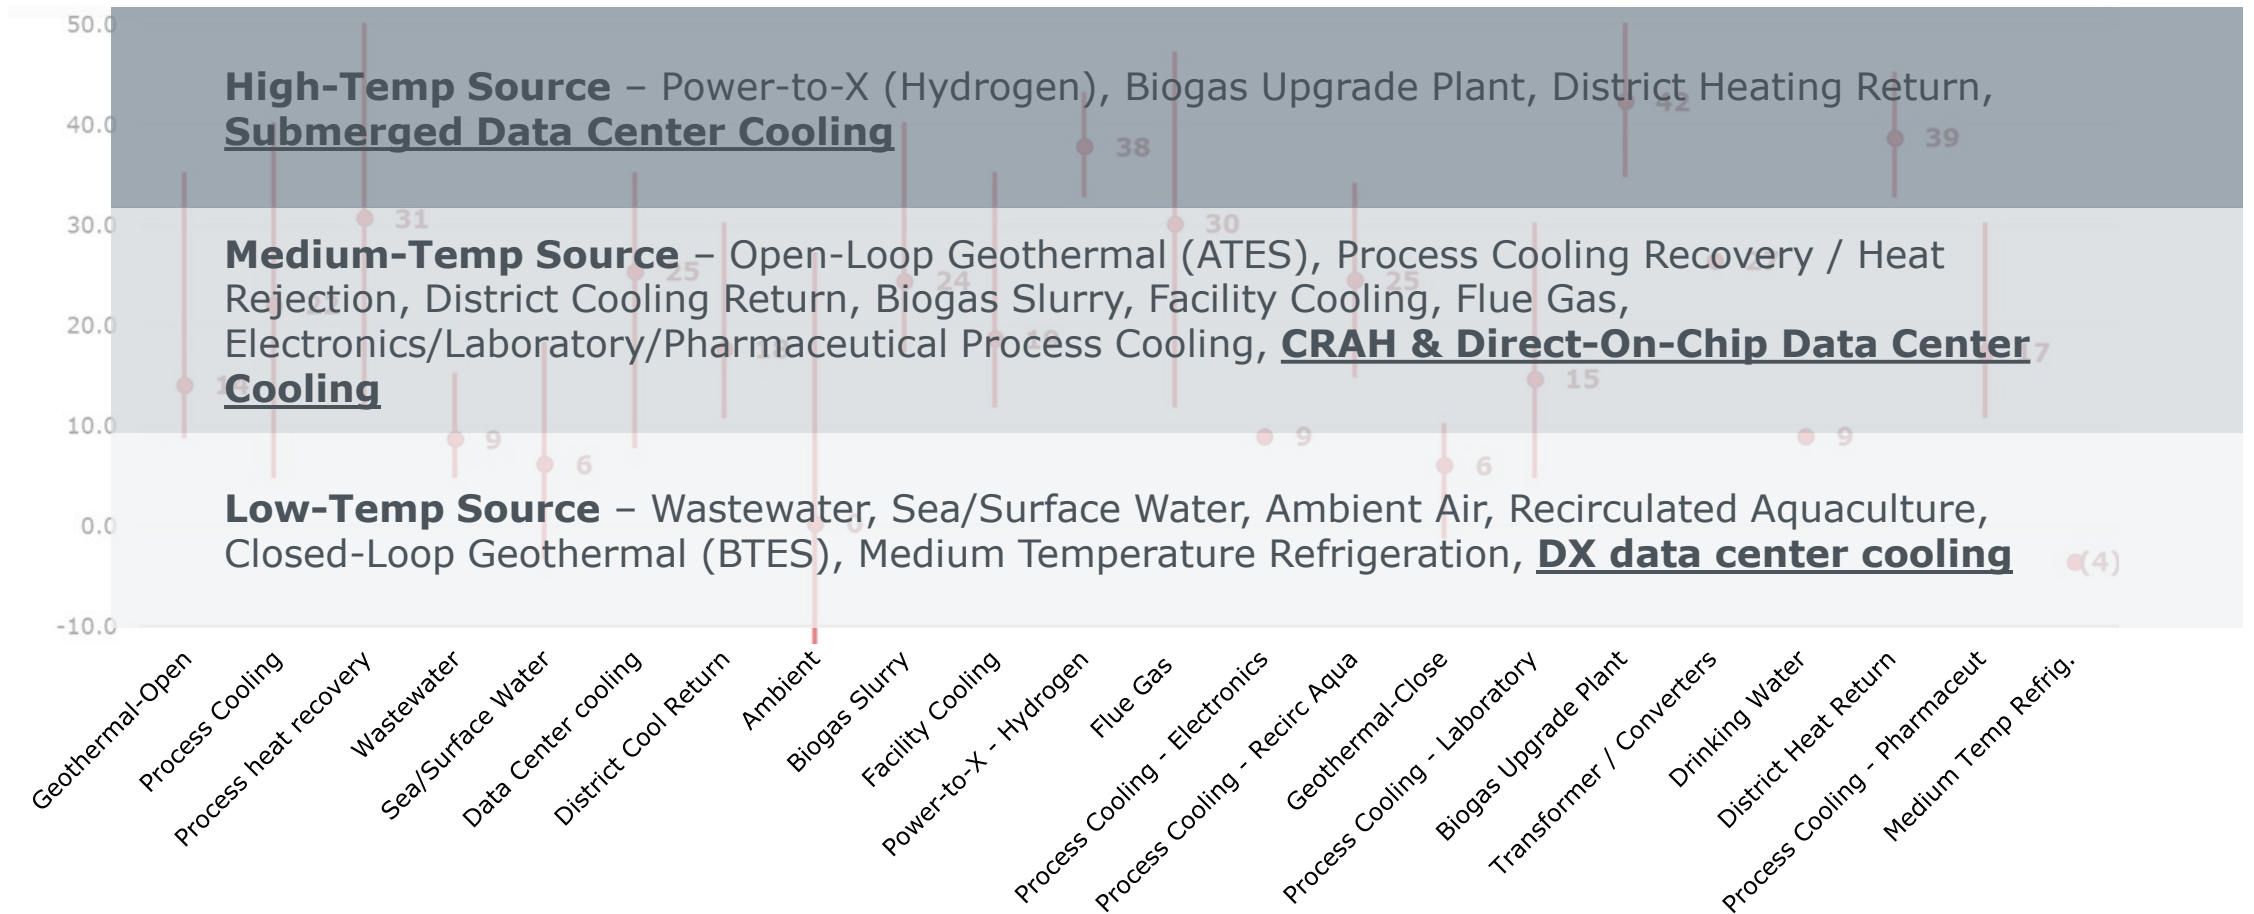 50.0
High-Temp Source – Power-to-X (Hydrogen), Biogas Upgrade Plant, District Heating Return,
42
40.0
Submerged Data Center Cooling
38
39
31
30
30.0
Medium-Temp Source – Open-Loop Geothermal (ATES), Process Cooling Recovery / Heat
25
24
25
27
Rejection, District Cooling Return, Biogas Slurry, Facility Cooling, Flue Gas,
22
20.0
Electronics/Laboratory/Pharmaceutical Process Cooling, CRAH & Direct-On-Chip Data Center
18
19
17
Cooling
14
15
10.0
9
9
9
6
6
Low-Temp Source – Wastewater, Sea/Surface Water, Ambient Air, Recirculated Aquaculture,
0.0
0
Closed-Loop Geothermal (BTES), Medium Temperature Refrigeration, DX data center cooling
(4)
-10.0
Geothermal-Open
Process Cooling
Process heat recovery
Wastewater
Sea/Surface Water
Data Center cooling
District Cool Return
Ambient
Biogas Slurry
Facility Cooling
Power-to-X - Hydrogen
Flue Gas
Process Cooling - Electronics
Process Cooling - Recirc Aqua
Geothermal-Close
Process Cooling - Laboratory
Biogas Upgrade Plant
Transformer / Converters
Drinking Water
District Heat Return
Process Cooling - Pharmaceut
Medium Temp Refrig.